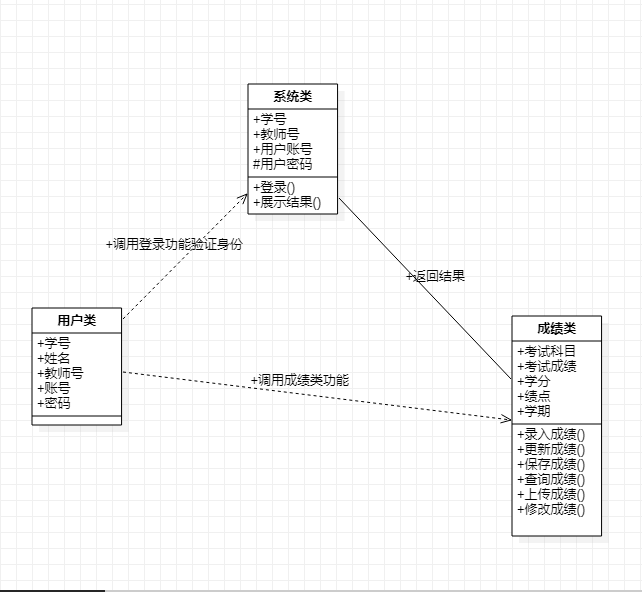 系统类
+学号
+教师号
+用户账号
#用户密码
+登录()
+展示结果()
+调用登录功能验证身份
+返回结果
用户类
+学号
+姓名
+教师号
+账号
+密码
+调用成绩类功能
成绩类
+考试科目
+考试成绩
+学分
+绩点
+学期
+录入成绩()
+更新成绩()
+保存成绩()
+查询成绩()
+上传成绩()
+修改成绩()